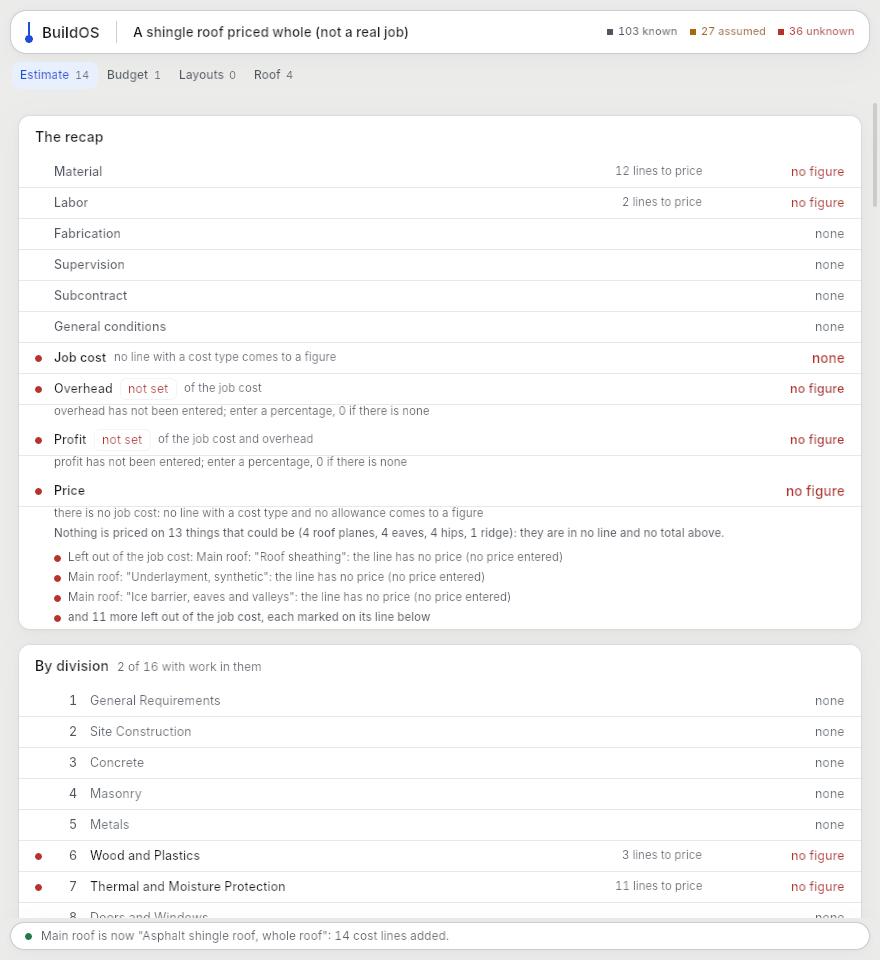 BuildOS A shingle roof priced whole (not a real job) 103 known 27 assumed 36 unknown
Estimate 14 Budget 1 Layouts 0 Roof 4
The recap
Material 12 lines to price no figure
Labor 2 lines to price no figure
Fabrication none
Supervision none
Subcontract none
General conditions none
Job cost no line with a cost type comes to a figure none
Overhead not set of the job cost no figure
overhead has not been entered; enter a percentage, 0 if there is none
Profit not set of the job cost and overhead no figure
profit has not been entered; enter a percentage, 0 if there is none
Price no figure
there is no job cost: no line with a cost type and no allowance comes to a figure
Nothing is priced on 13 things that could be (4 roof planes, 4 eaves, 4 hips, 1 ridge): they are in no line and no total above.
Left out of the job cost: Main roof: "Roof sheathing": the line has no price (no price entered)
Main roof: "Underlayment, synthetic": the line has no price (no price entered)
Main roof: "Ice barrier, eaves and valleys": the line has no price (no price entered)
and 11 more left out of the job cost, each marked on its line below
By division 2 of 16 with work in them
1 General Requirements none
2 Site Construction none
3 Concrete none
4 Masonry none
5 Metals none
6 Wood and Plastics 3 lines to price no figure
7 Thermal and Moisture Protection 11 lines to price no figure
8 Doors and Windows none
Main roof is now "Asphalt shingle roof, whole roof": 14 cost lines added.